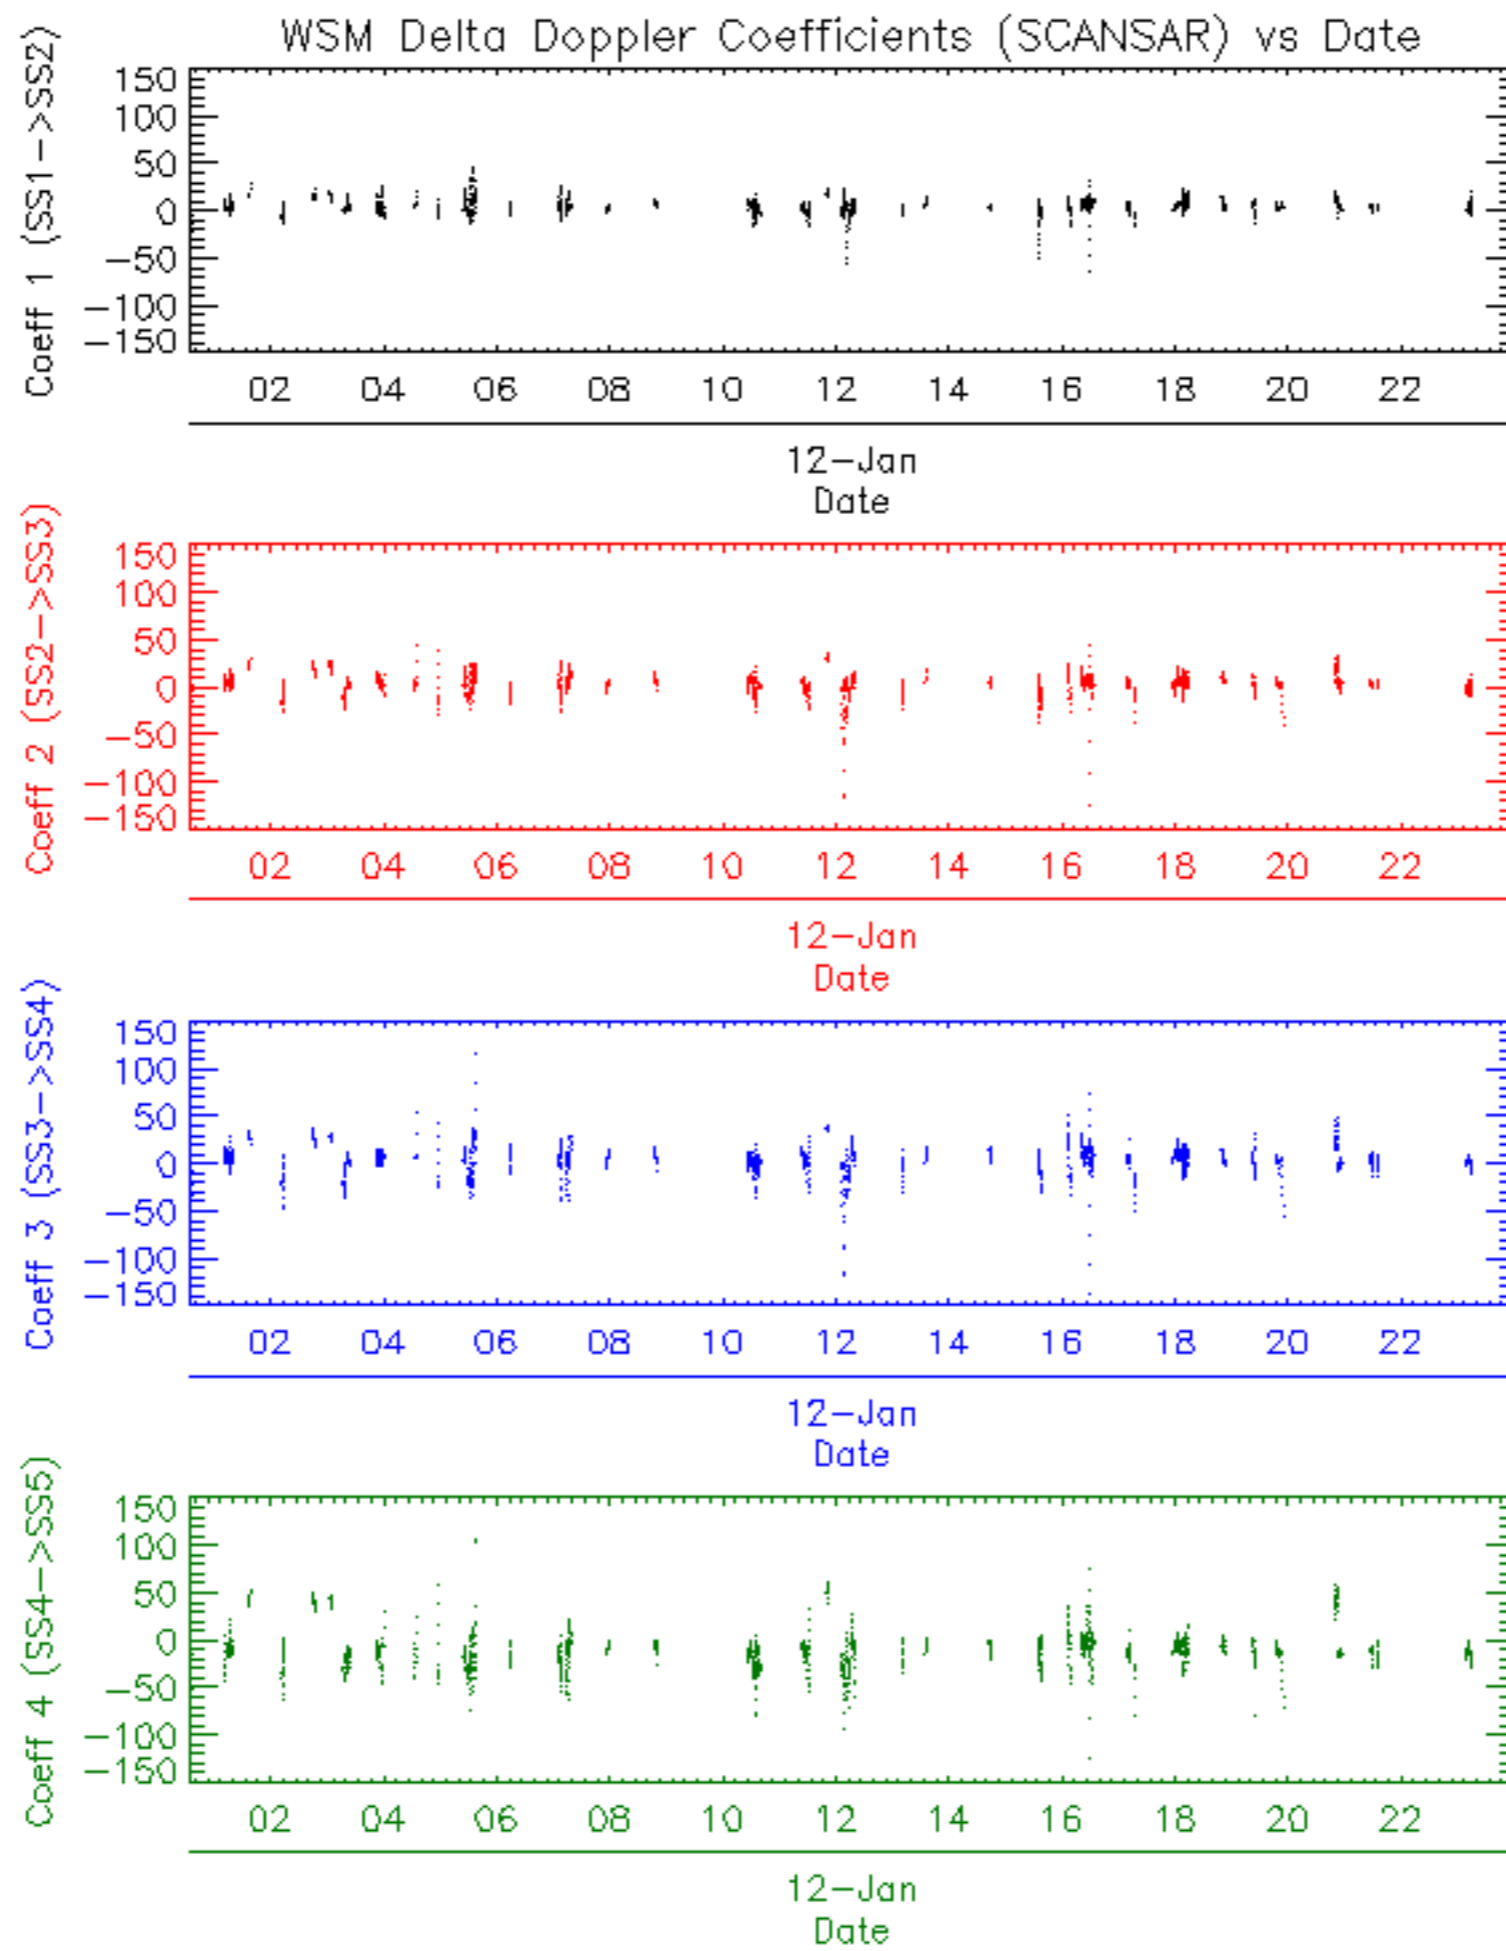 WSM Delta Doppler Coefficients (SCANSAR) vs Date
Coeff 1 (SS1->SS2)
150
100
50
0
-50
-100
-150
02 04 06 08 10 12 14 16 18 20 22
12-Jan
Date
Coeff 2 (SS2->SS3)
150
100
50
0
-50
-100
-150
02 04 06 08 10 12 14 16 18 20 22
12-Jan
Date
Coeff 3 (SS3->SS4)
150
100
50
0
-50
-100
-150
02 04 06 08 10 12 14 16 18 20 22
12-Jan
Date
Coeff 4 (SS4->SS5)
150
100
50
0
-50
-100
-150
02 04 06 08 10 12 14 16 18 20 22
12-Jan
Date